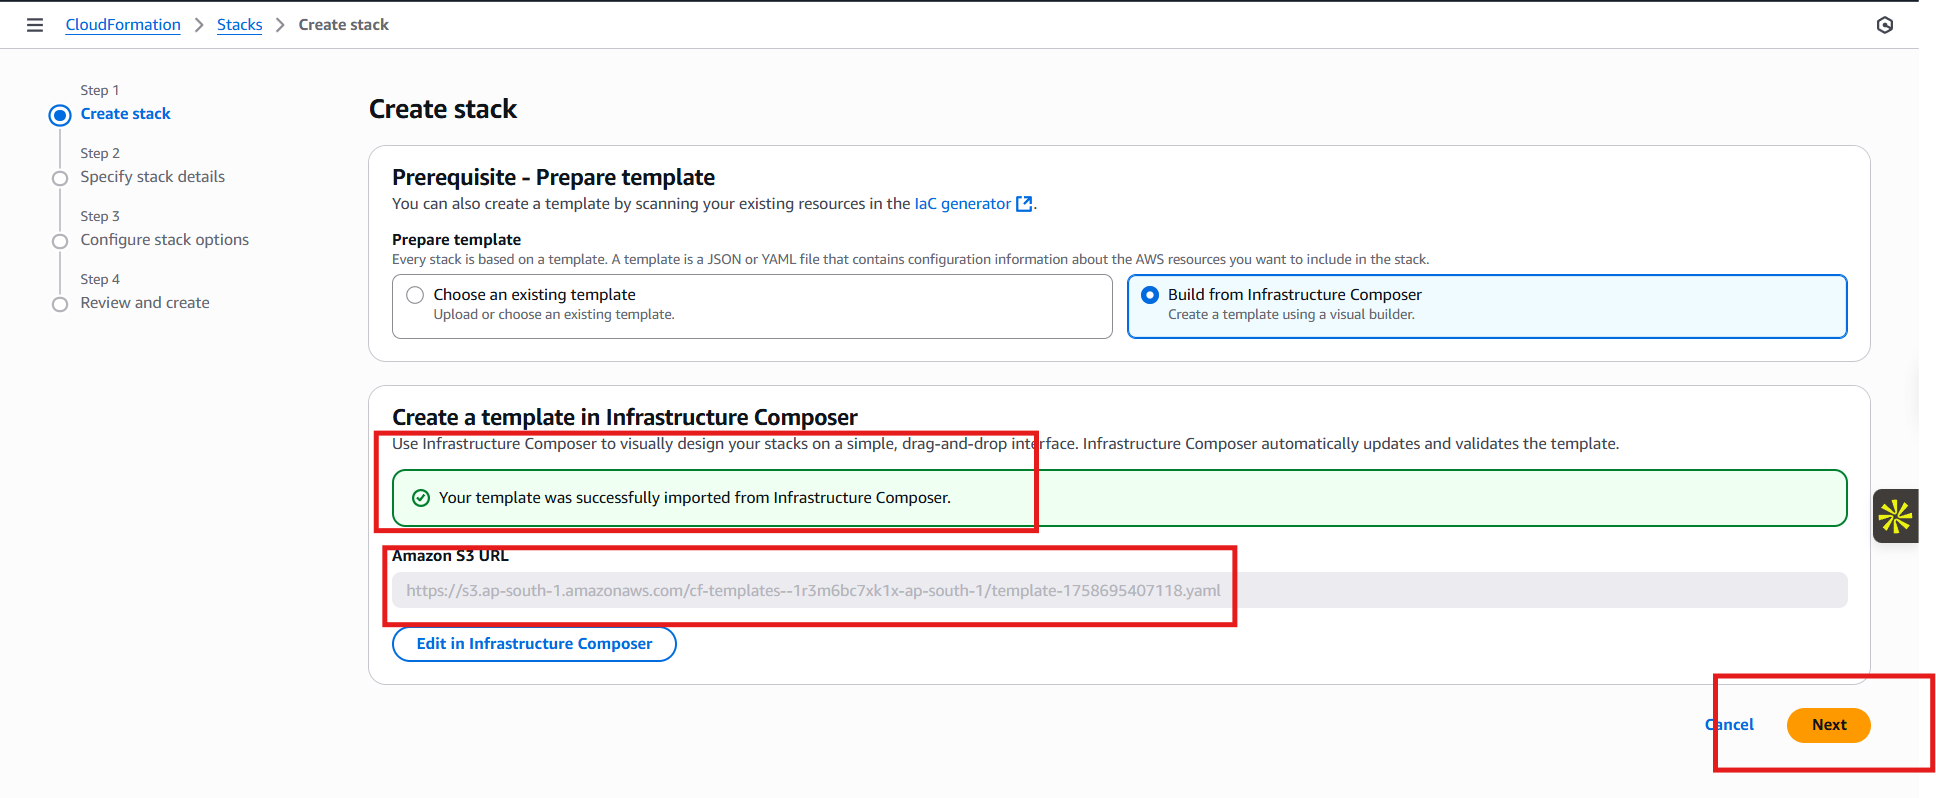 CloudFormation > Stacks > Create stack
Step 1
Create stack
Step 2
Specify stack details
Step 3
Configure stack options
Step 4
Review and create
Create stack
Prerequisite - Prepare template
You can also create a template by scanning your existing resources in the IaC generator.
Prepare template
Every stack is based on a template. A template is a JSON or YAML file that contains configuration information about the AWS resources you want to include in the stack.
Choose an existing template
Upload or choose an existing template.
Build from Infrastructure Composer
Create a template using a visual builder.
Create a template in Infrastructure Composer
Use Infrastructure Composer to visually design your stacks on a simple, drag-and-drop interface. Infrastructure Composer automatically updates and validates the template.
Your template was successfully imported from Infrastructure Composer.
Amazon S3 URL
https://s3.ap-south-1.amazonaws.com/cf-templates--1r3m6bc7xk1x-ap-south-1/template-1758695407118.yaml
Edit in Infrastructure Composer
Cancel
Next